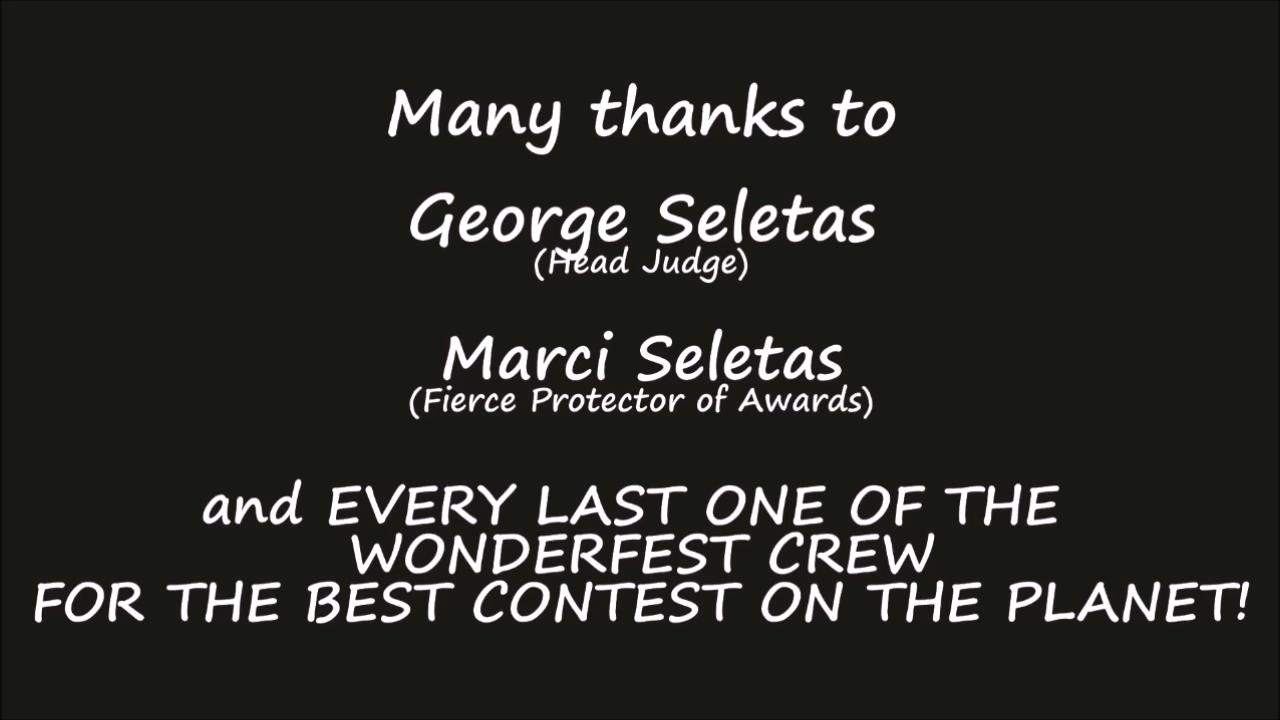 Many thanks to
George Seletas
(Head Judge)
Marci Seletas
(Fierce Protector of Awards)
and EVERY LAST ONE OF THE
WONDERFEST CREW
FOR THE BEST CONTEST ON THE PLANET!